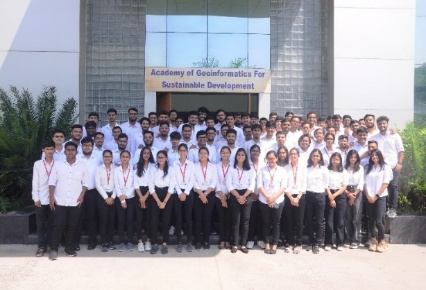 Academy of Geoinformatics For
Sustainable Development